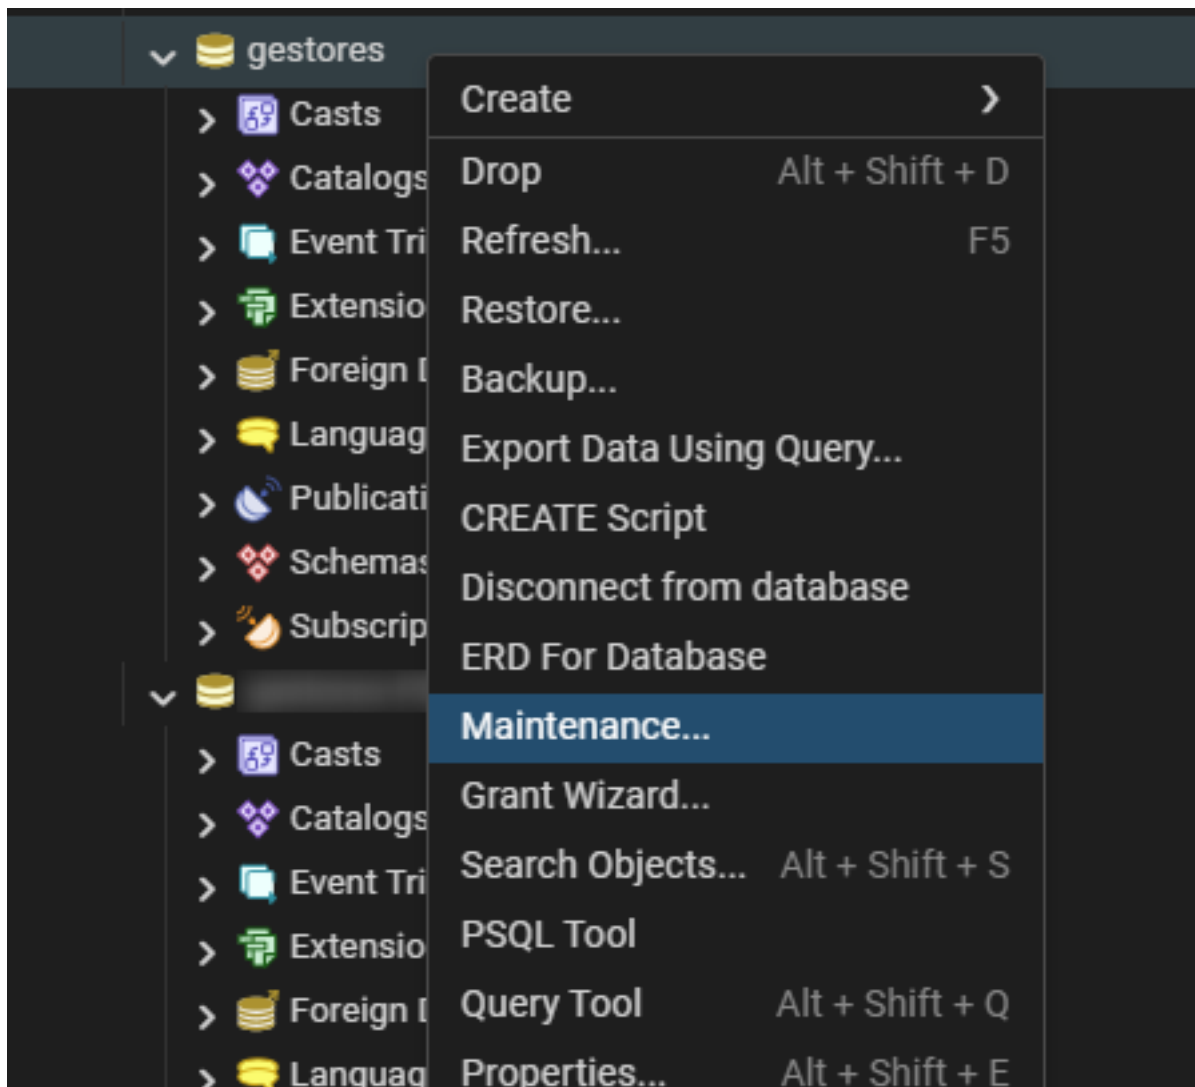 gestores
Create
Casts
Drop Alt + Shift + D
Catalogs
Refresh... F5
Event Tri
Restore...
Extensio
Backup...
Foreign D
Export Data Using Query...
Languag
CREATE Script
Publicati
Schemas
Disconnect from database
Subscrip
ERD For Database
Maintenance...
Casts
Grant Wizard...
Catalogs
Search Objects... Alt + Shift + S
Event Tri
PSQL Tool
Extensio
Query Tool Alt + Shift + Q
Foreign D
Languag
Properties... Alt + Shift + E